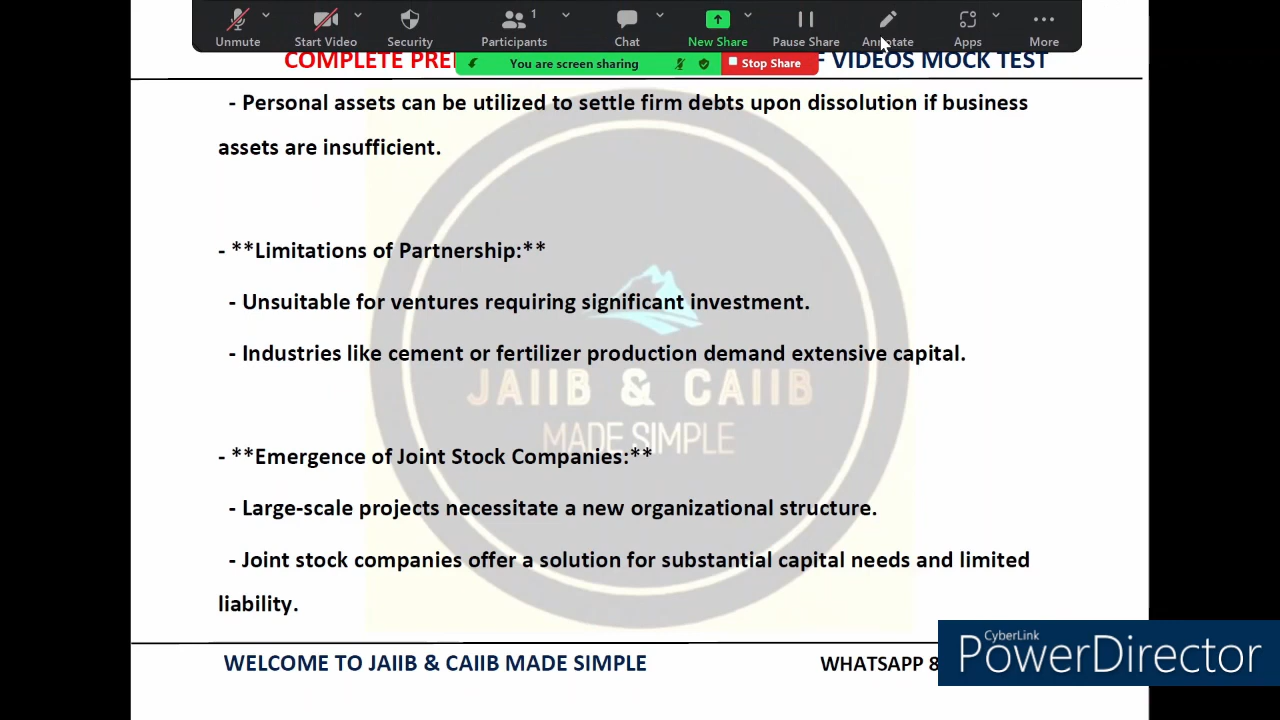 Unmute
Start Video
Security
Participants
1
Chat
New Share
Pause Share
Annotate
Apps
More
You are screen sharing
Stop Share
COMPLETE
VIDEOS MOCK TEST
- Personal assets can be utilized to settle firm debts upon dissolution if business
assets are insufficient.
- **Limitations of Partnership:**
- Unsuitable for ventures requiring significant investment.
- Industries like cement or fertilizer production demand extensive capital.
JAIIB & CAIIB
MADE SIMPLE
- **Emergence of Joint Stock Companies:**
- Large-scale projects necessitate a new organizational structure.
- Joint stock companies offer a solution for substantial capital needs and limited
liability.
WELCOME TO JAIIB & CAIIB MADE SIMPLE
WHATSAPP 8
CyberLink
PowerDirector